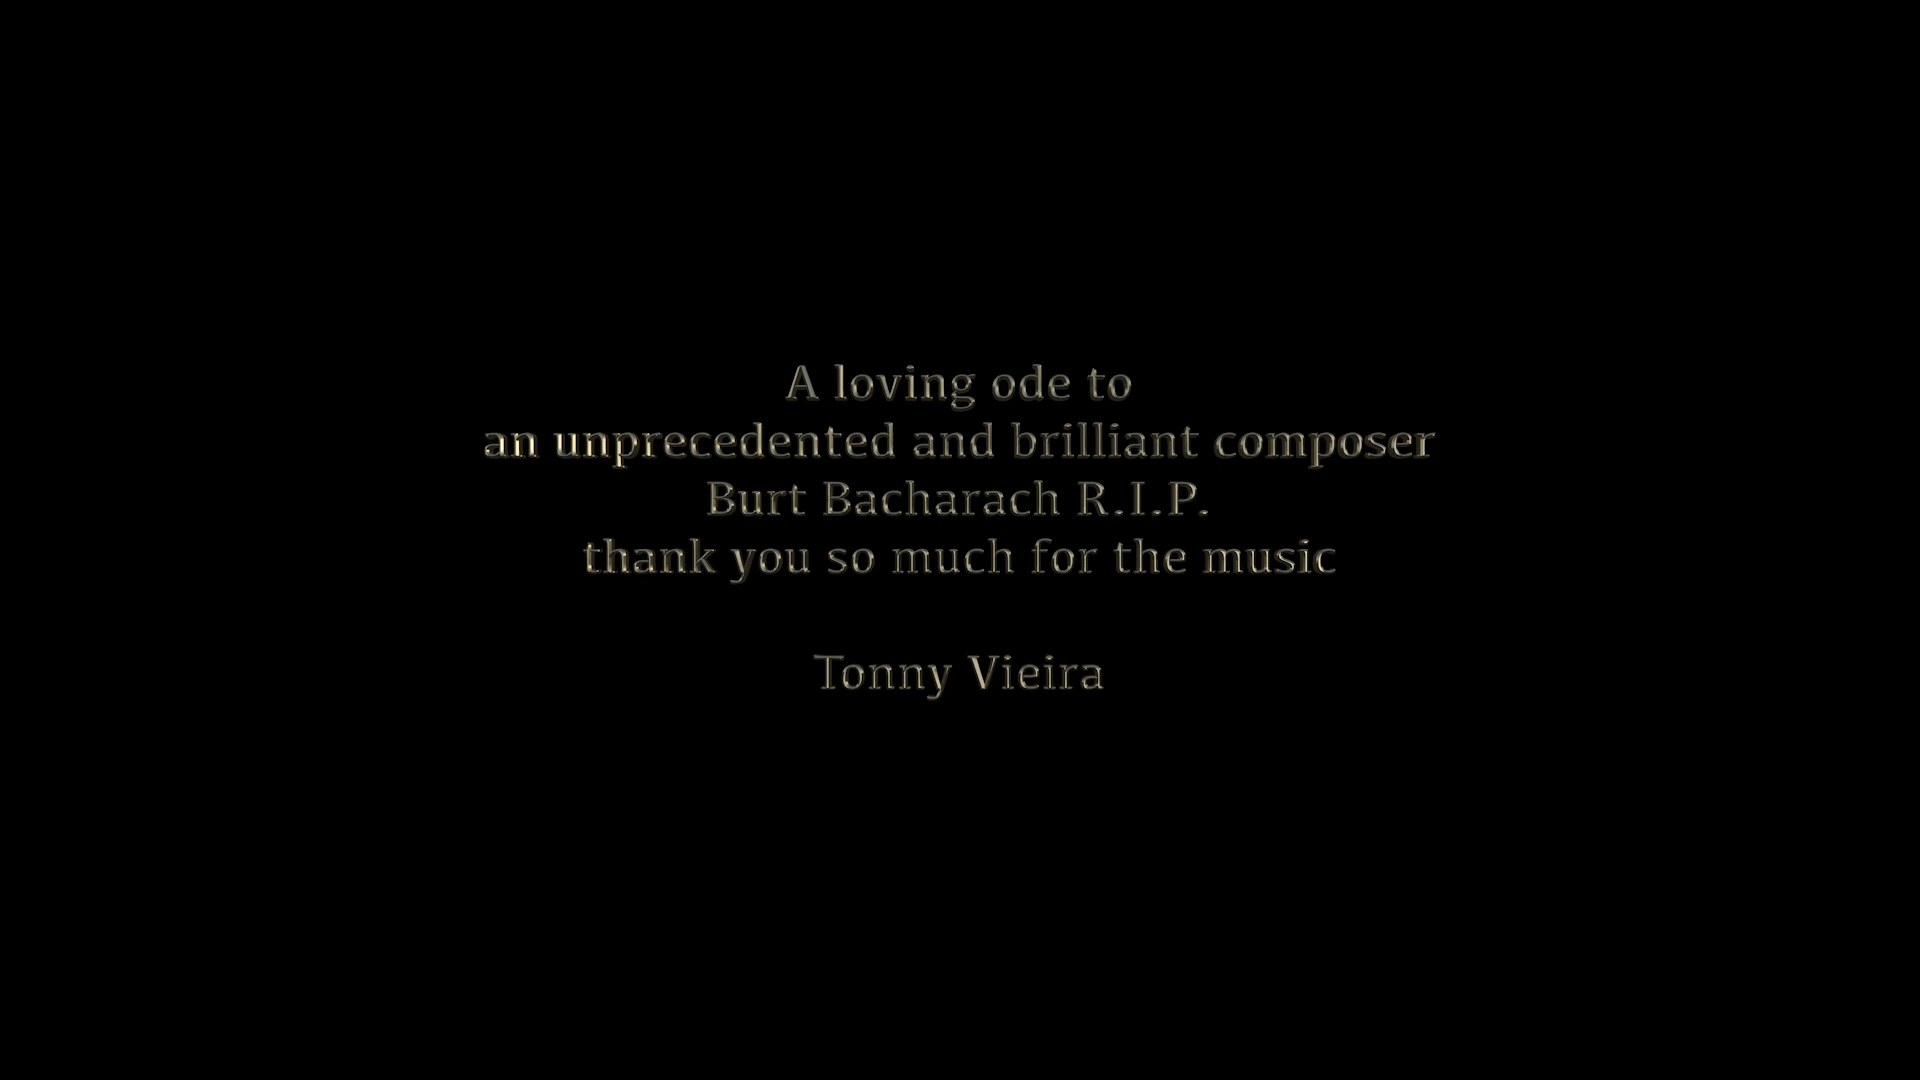 A loving ode to
an unprecedented and brilliant composer
Burt Bacharach R.I.P.
thank you so much for the music
Tonny Vieira